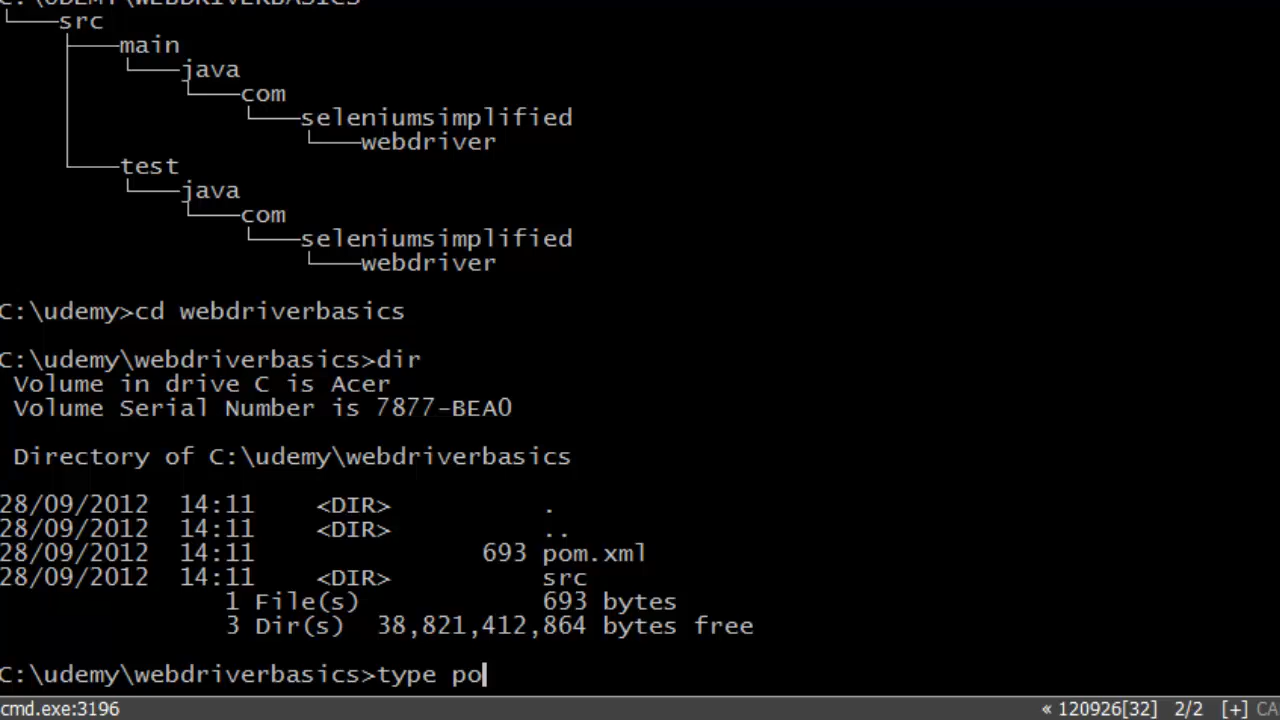 C:\UDEMY\WEBDRIVERBASICS
└───src
    ├───main
    │   └───java
    │       └───com
    │           └───seleniumsimplified
    │               └───webdriver
    └───test
        └───java
            └───com
                └───seleniumsimplified
                    └───webdriver
C:\udemy>cd webdriverbasics
C:\udemy\webdriverbasics>dir
 Volume in drive C is Acer
 Volume Serial Number is 7877-BEA0
 Directory of C:\udemy\webdriverbasics
28/09/2012  14:11    <DIR>          .
28/09/2012  14:11    <DIR>          ..
28/09/2012  14:11               693 pom.xml
28/09/2012  14:11    <DIR>          src
               1 File(s)            693 bytes
               3 Dir(s)  38,821,412,864 bytes free
C:\udemy\webdriverbasics>type po
cmd.exe:3196 « 120926[32] 2/2 [+] CA